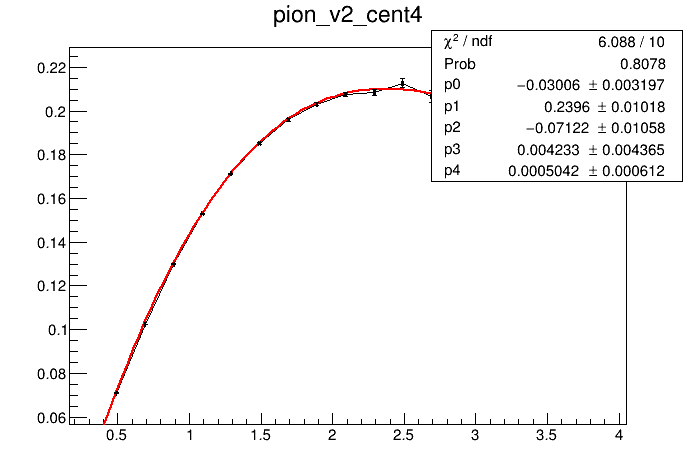 pion_v2_cent4
χ² / ndf 6.088 / 10
Prob 0.8078
p0 −0.03006 ± 0.003197
p1 0.2396 ± 0.01018
p2 −0.07122 ± 0.01058
p3 0.004233 ± 0.004365
p4 0.0005042 ± 0.000612
0.22
0.2
0.18
0.16
0.14
0.12
0.1
0.08
0.06
0.5 1 1.5 2 2.5 3 3.5 4